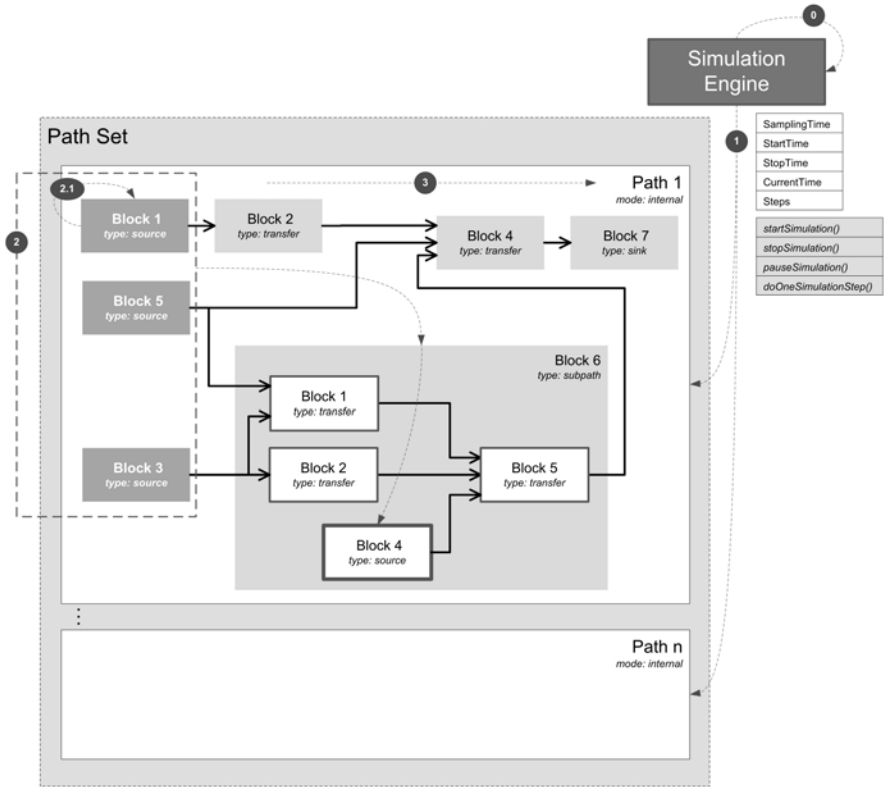 0
Simulation
Engine
SamplingTime
StartTime
StopTime
CurrentTime
Steps
startSimulation()
stopSimulation()
pauseSimulation()
doOneSimulationStep()
1
Path Set
Path 1
mode: internal
2
2.1
3
Block 1
type: source
Block 2
type: transfer
Block 4
type: transfer
Block 7
type: sink
Block 5
type: source
Block 6
type: subpath
Block 1
type: transfer
Block 3
type: source
Block 2
type: transfer
Block 5
type: transfer
Block 4
type: source
Path n
mode: internal